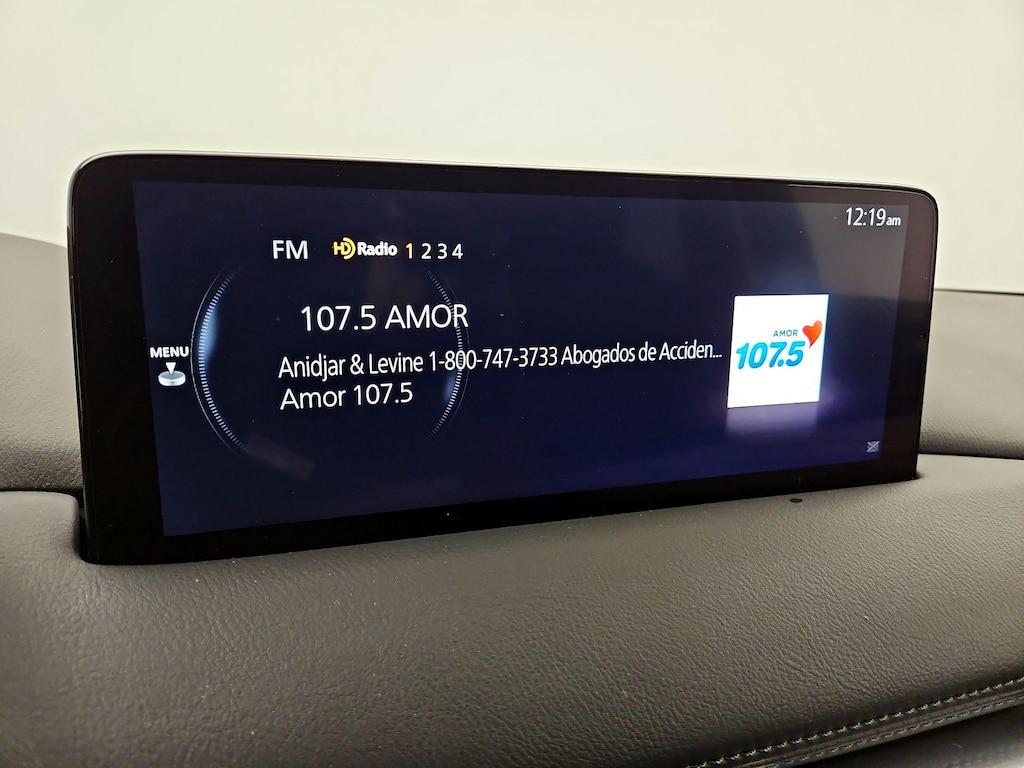 12:19am
FM HD Radio 1 2 3 4
107.5 AMOR
MENU
Anidjar & Levine 1-800-747-3733 Abogados de Acciden...
Amor 107.5
AMOR
107.5